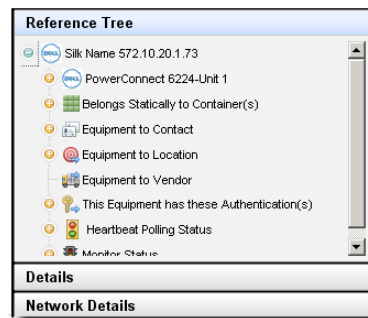 Reference Tree
DELL Silk Name 572.10.20.1.73
DELL PowerConnect 6224-Unit 1
Belongs Statically to Container(s)
Equipment to Contact
Equipment to Location
Equipment to Vendor
This Equipment has these Authentication(s)
Heartbeat Polling Status
Monitor Status
Details
Network Details